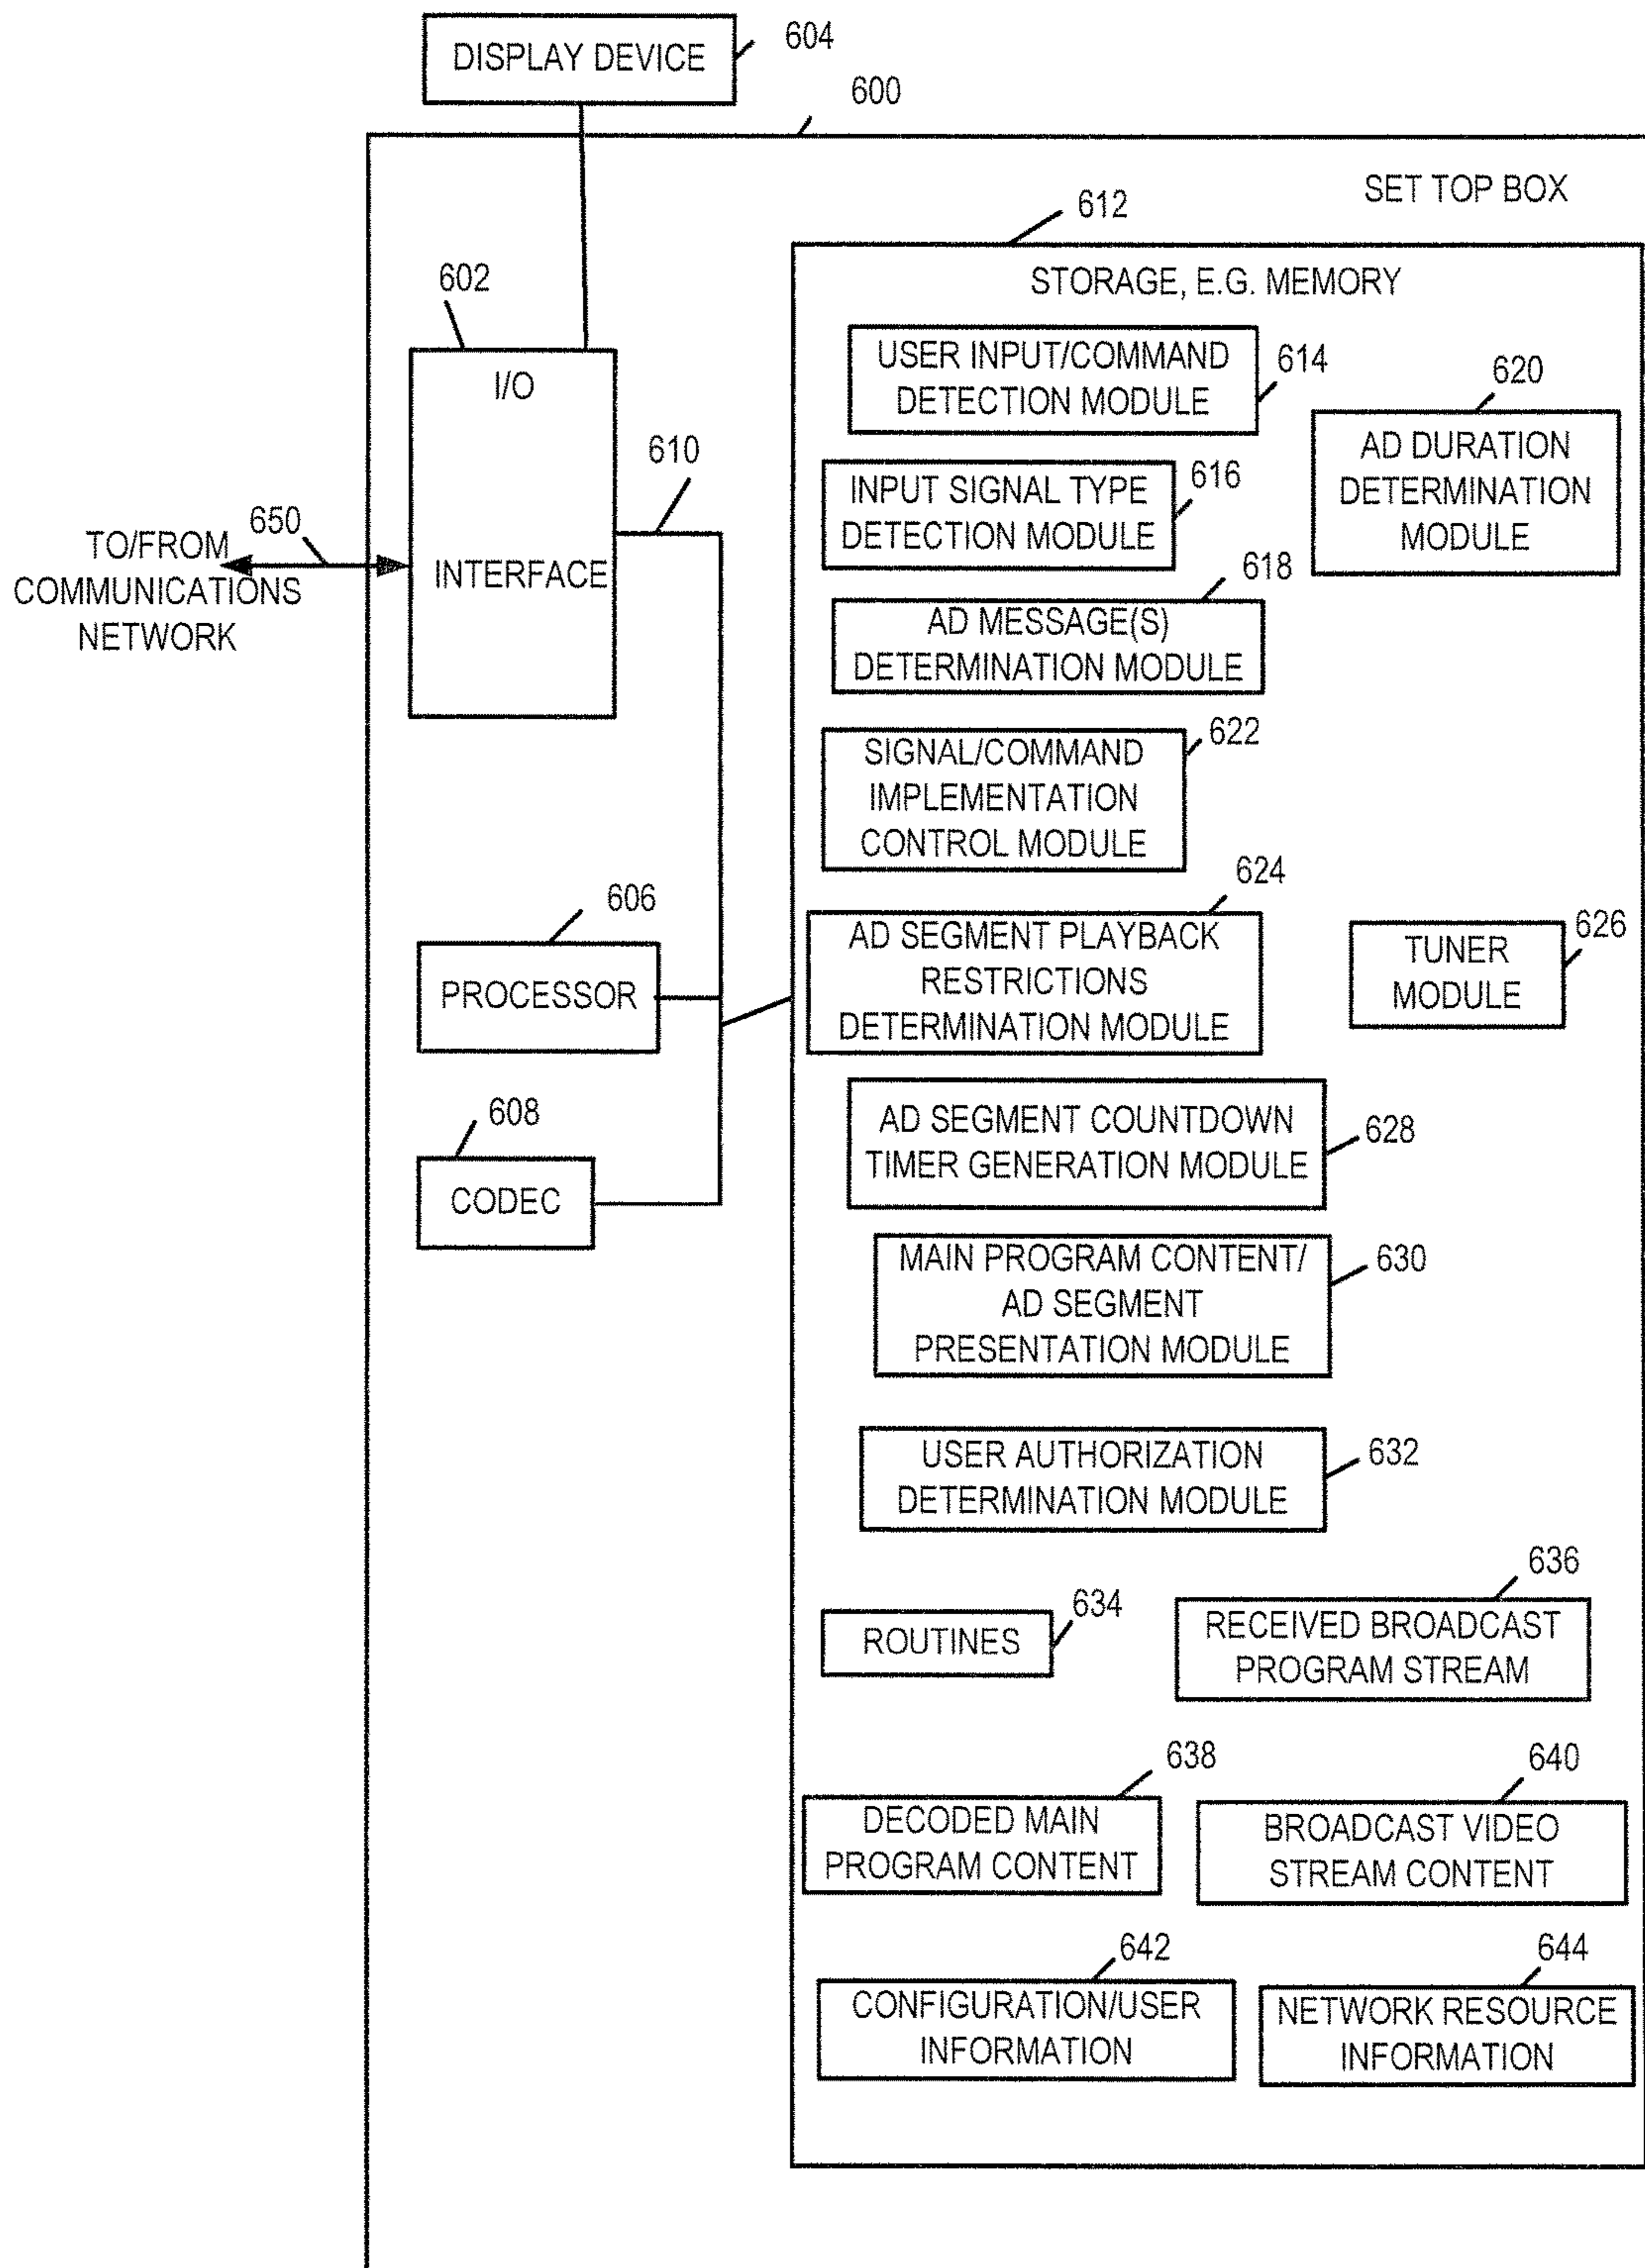 DISPLAY DEVICE
604
600
SET TOP BOX
612
STORAGE, E.G. MEMORY
602
I/O
INTERFACE
610
650
TO/FROM
COMMUNICATIONS
NETWORK
606
PROCESSOR
608
CODEC
USER INPUT/COMMAND
DETECTION MODULE
614
620
AD DURATION
DETERMINATION
MODULE
INPUT SIGNAL TYPE
DETECTION MODULE
616
618
AD MESSAGE(S)
DETERMINATION MODULE
622
SIGNAL/COMMAND
IMPLEMENTATION
CONTROL MODULE
624
AD SEGMENT PLAYBACK
RESTRICTIONS
DETERMINATION MODULE
TUNER
MODULE
626
AD SEGMENT COUNTDOWN
TIMER GENERATION MODULE
628
MAIN PROGRAM CONTENT/
AD SEGMENT
PRESENTATION MODULE
630
USER AUTHORIZATION
DETERMINATION MODULE
632
ROUTINES
634
636
RECEIVED BROADCAST
PROGRAM STREAM
638
DECODED MAIN
PROGRAM CONTENT
640
BROADCAST VIDEO
STREAM CONTENT
642
CONFIGURATION/USER
INFORMATION
644
NETWORK RESOURCE
INFORMATION